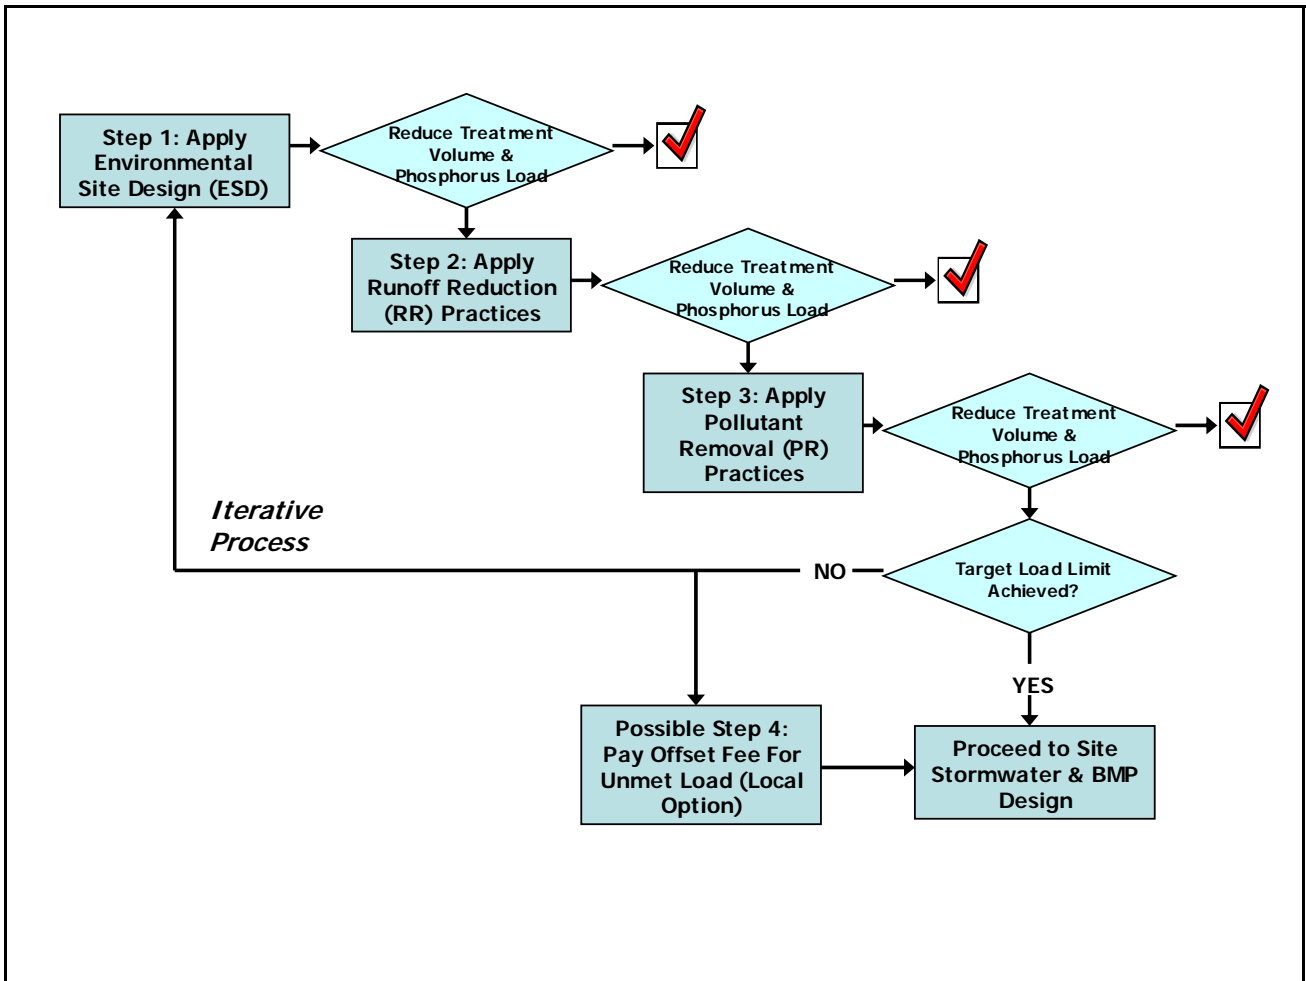 Step 1: Apply
Environmental
Site Design (ESD)
Reduce Treatment
Volume &
Phosphorus Load
Step 2: Apply
Runoff Reduction
(RR) Practices
Reduce Treatment
Volume &
Phosphorus Load
Step 3: Apply
Pollutant
Removal (PR)
Practices
Reduce Treatment
Volume &
Phosphorus Load
Iterative
Process
NO
Target Load Limit
Achieved?
YES
Possible Step 4:
Pay Offset Fee For
Unmet Load (Local
Option)
Proceed to Site
Stormwater & BMP
Design